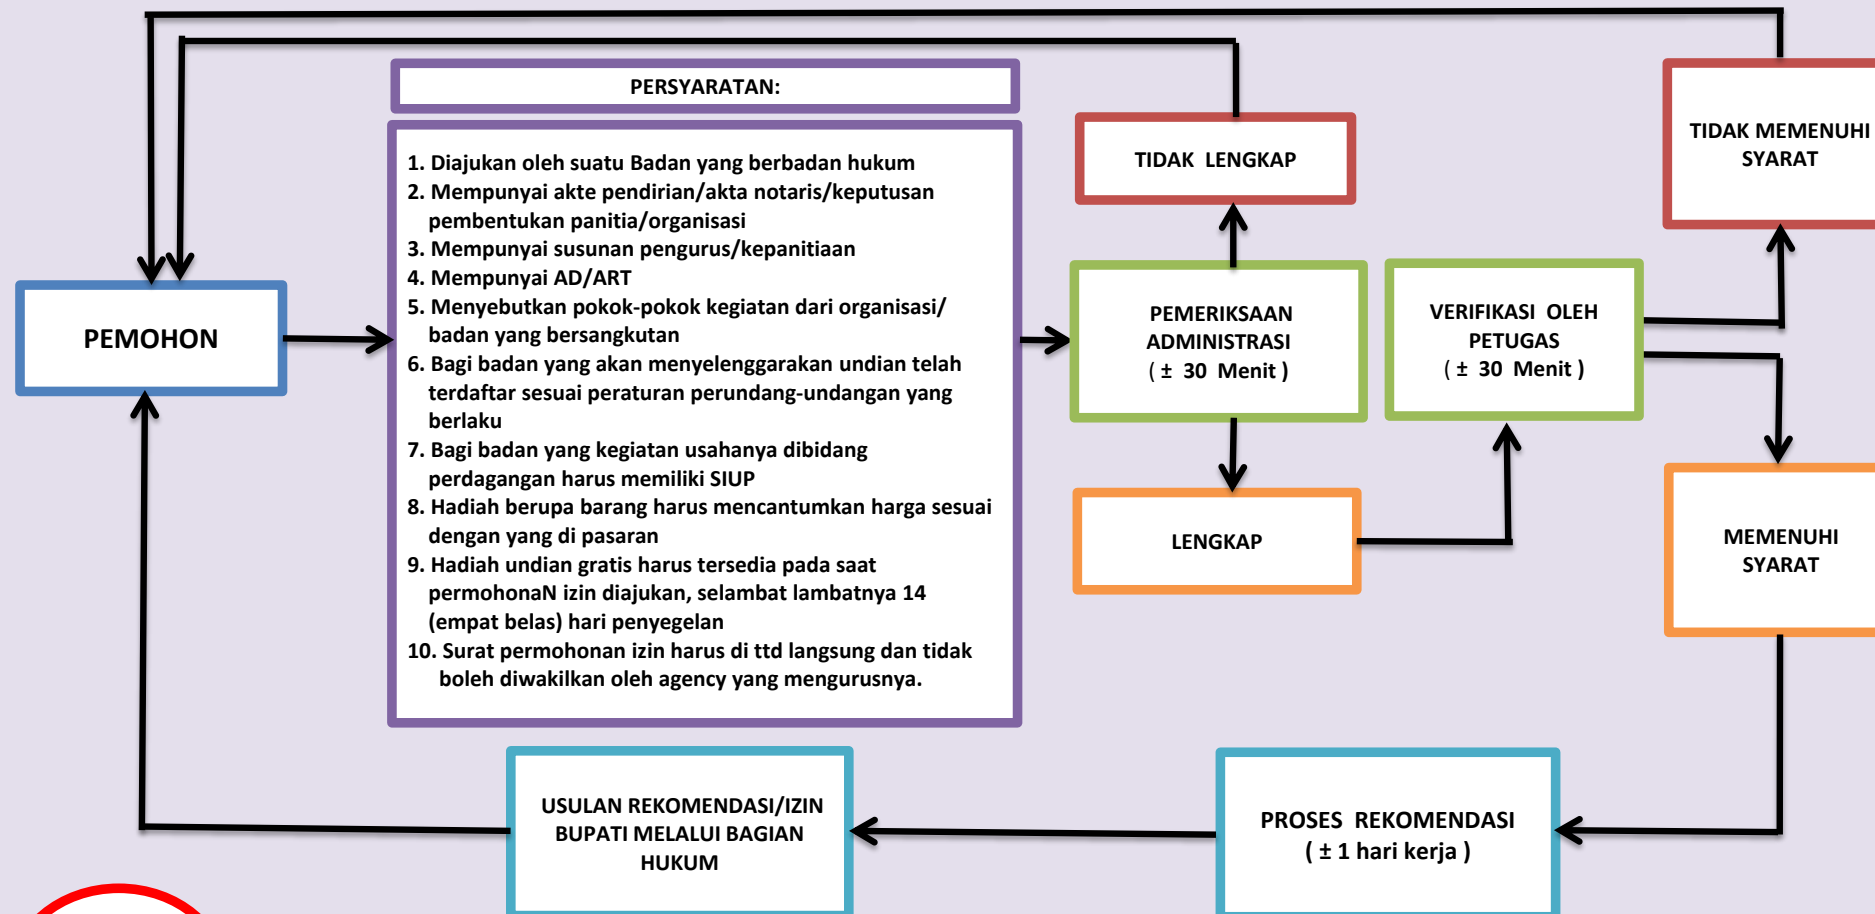 PERSYARATAN:
1. Diajukan oleh suatu Badan yang berbadan hukum
2. Mempunyai akte pendirian/akta notaris/keputusan
pembentukan panitia/organisasi
3. Mempunyai susunan pengurus/kepanitiaan
4. Mempunyai AD/ART
5. Menyebutkan pokok-pokok kegiatan dari organisasi/
badan yang bersangkutan
6. Bagi badan yang akan menyelenggarakan undian telah
terdaftar sesuai peraturan perundang-undangan yang
berlaku
7. Bagi badan yang kegiatan usahanya dibidang
perdagangan harus memiliki SIUP
8. Hadiah berupa barang harus mencantumkan harga sesuai
dengan yang di pasaran
9. Hadiah undian gratis harus tersedia pada saat
permohonaN izin diajukan, selambat lambatnya 14
(empat belas) hari penyegelan
10. Surat permohonan izin harus di ttd langsung dan tidak
boleh diwakilkan oleh agency yang mengurusnya.
PEMOHON
TIDAK LENGKAP
TIDAK MEMENUHI
SYARAT
PEMERIKSAAN
ADMINISTRASI
( ± 30 Menit )
VERIFIKASI OLEH
PETUGAS
( ± 30 Menit )
LENGKAP
MEMENUHI
SYARAT
USULAN REKOMENDASI/IZIN
BUPATI MELALUI BAGIAN
HUKUM
PROSES REKOMENDASI
( ± 1 hari kerja )